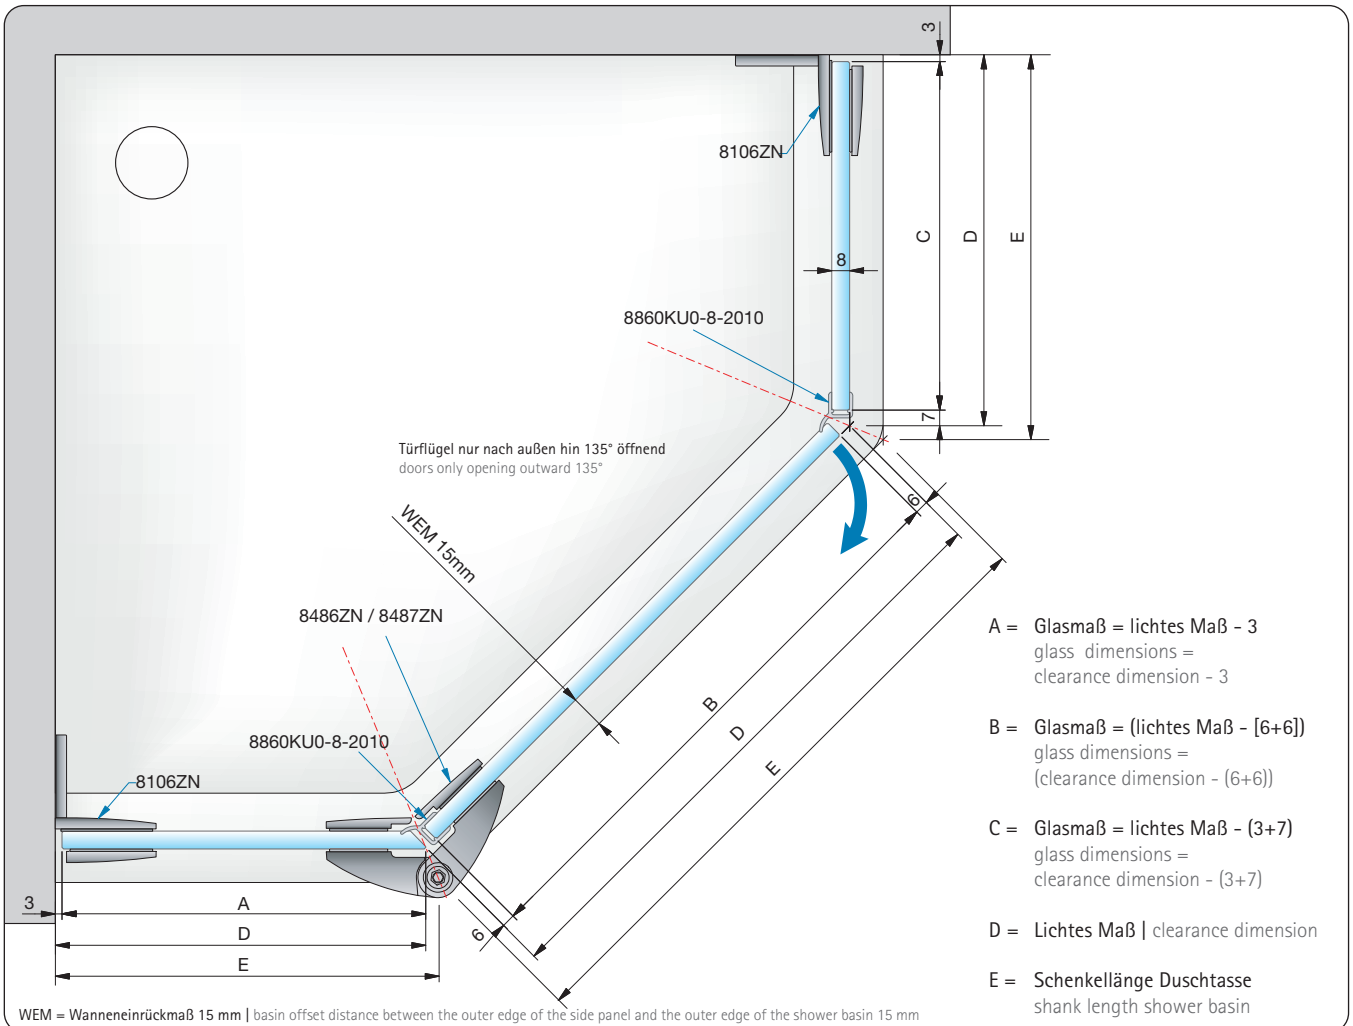 3
8106ZN
C
D
E
8
8860KU0-8-2010
7
Türflügel nur nach außen hin 135° öffnend
doors only opening outward 135°
6
WEM 15mm
8486ZN / 8487ZN
B
D
E
8860KU0-8-2010
8106ZN
3
A
D
E
6
A = Glasmaß = lichtes Maß - 3
glass dimensions =
clearance dimension - 3
B = Glasmaß = (lichtes Maß - [6+6])
glass dimensions =
(clearance dimension - (6+6))
C = Glasmaß = lichtes Maß - (3+7)
glass dimensions =
clearance dimension - (3+7)
D = Lichtes Maß | clearance dimension
E = Schenkellänge Duschtasse
shank length shower basin
WEM = Wanneneinrückmaß 15 mm | basin offset distance between the outer edge of the side panel and the outer edge of the shower basin 15 mm